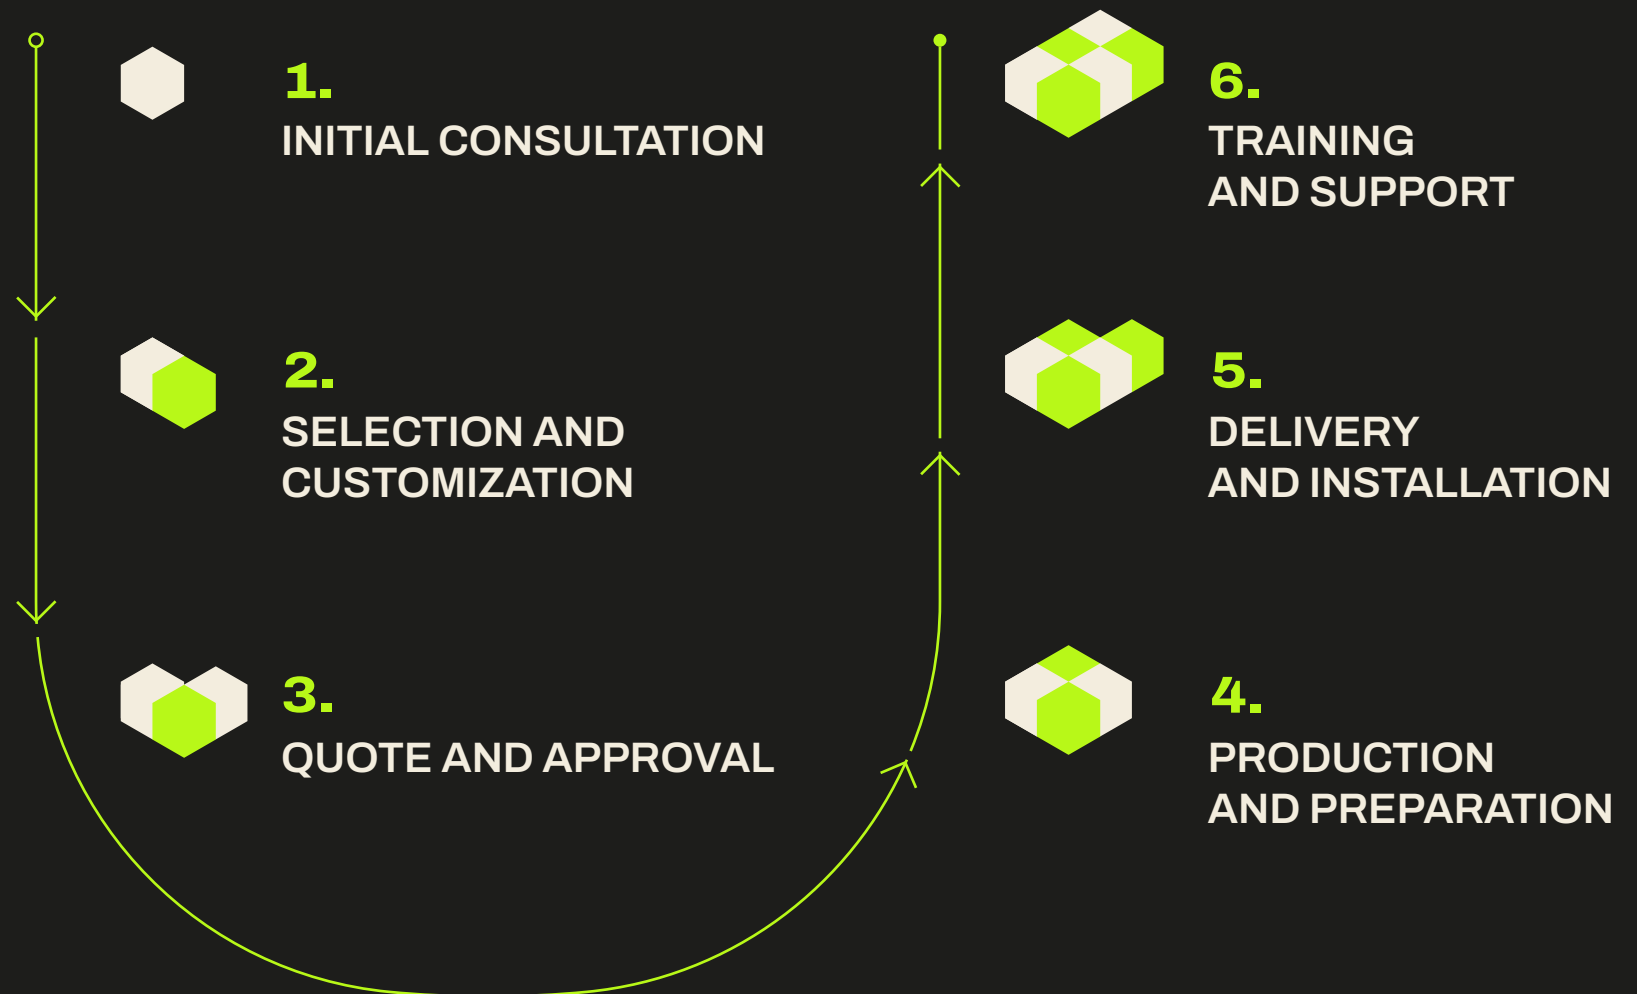 1.
INITIAL CONSULTATION
2.
SELECTION AND
CUSTOMIZATION
3.
QUOTE AND APPROVAL
4.
PRODUCTION
AND PREPARATION
5.
DELIVERY
AND INSTALLATION
6.
TRAINING
AND SUPPORT